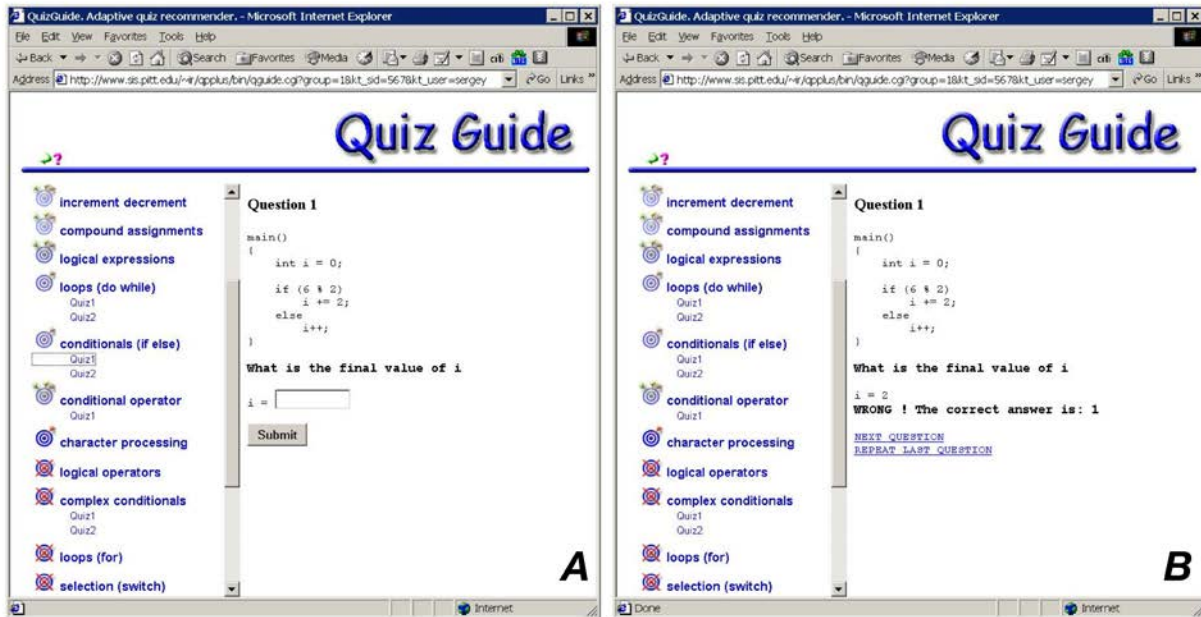 QuizGuide. Adaptive quiz recommender. - Microsoft Internet Explorer
File Edit View Favorites Tools Help
Back Search Favorites Media
Address http://www.sis.pitt.edu/~ir/qpplus/bin/qguide.cgi?group=1&kt_sid=567&kt_user=sergey Go Links »
Quiz Guide
?
increment decrement
compound assignments
logical expressions
loops (do while)
Quiz1
Quiz2
conditionals (if else)
Quiz1
Quiz2
conditional operator
Quiz1
character processing
logical operators
complex conditionals
Quiz1
Quiz2
loops (for)
selection (switch)
Question 1
main()
{
int i = 0;
if (6 % 2)
i += 2;
else
i++;
}
What is the final value of i
i =
Submit
A
Internet
QuizGuide. Adaptive quiz recommender. - Microsoft Internet Explorer
File Edit View Favorites Tools Help
Back Search Favorites Media
Address http://www.sis.pitt.edu/~ir/qpplus/bin/qguide.cgi?group=1&kt_sid=567&kt_user=sergey Go Links »
Quiz Guide
?
increment decrement
compound assignments
logical expressions
loops (do while)
Quiz1
Quiz2
conditionals (if else)
Quiz1
Quiz2
conditional operator
Quiz1
character processing
logical operators
complex conditionals
Quiz1
Quiz2
loops (for)
selection (switch)
Question 1
main()
{
int i = 0;
if (6 % 2)
i += 2;
else
i++;
}
What is the final value of i
i = 2
WRONG ! The correct answer is: 1
NEXT QUESTION
REPEAT LAST QUESTION
B
Done Internet